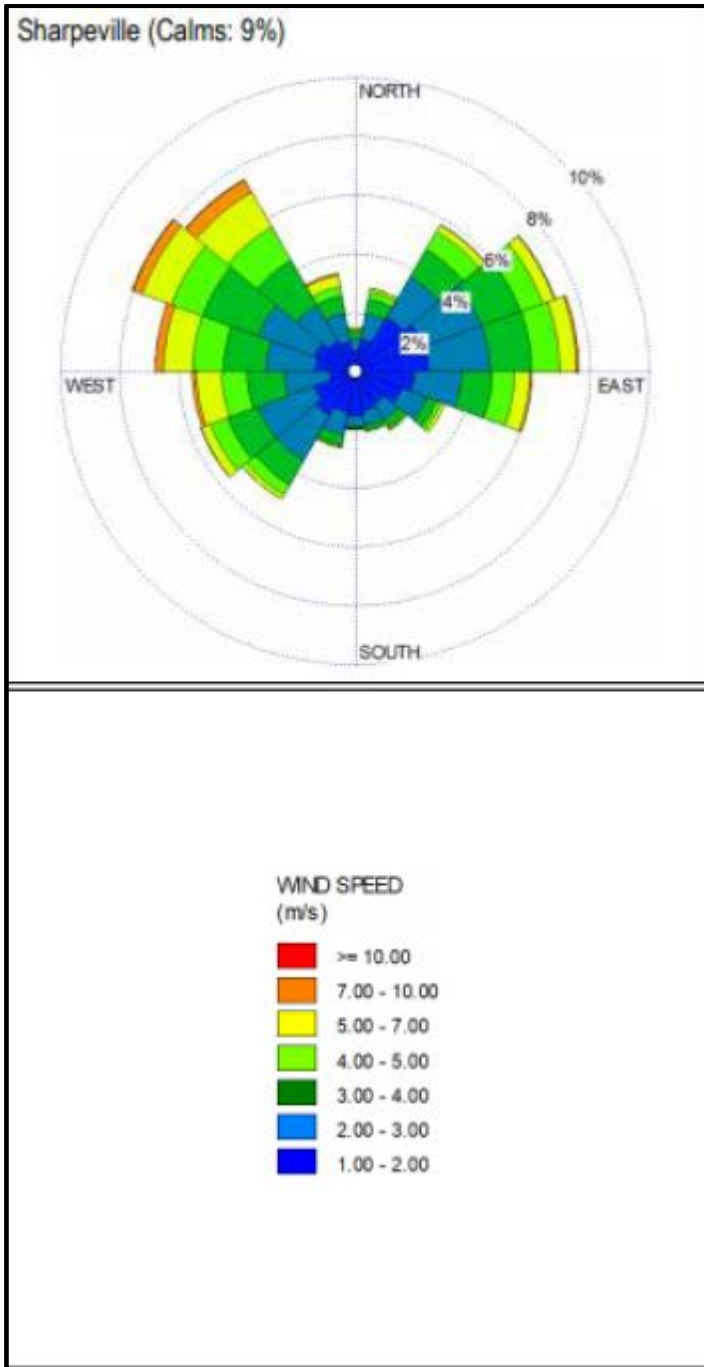 Sharpeville (Calms: 9%)
NORTH
10%
8%
6%
4%
2%
WEST
EAST
SOUTH
WIND SPEED
(m/s)
>= 10.00
7.00 - 10.00
5.00 - 7.00
4.00 - 5.00
3.00 - 4.00
2.00 - 3.00
1.00 - 2.00